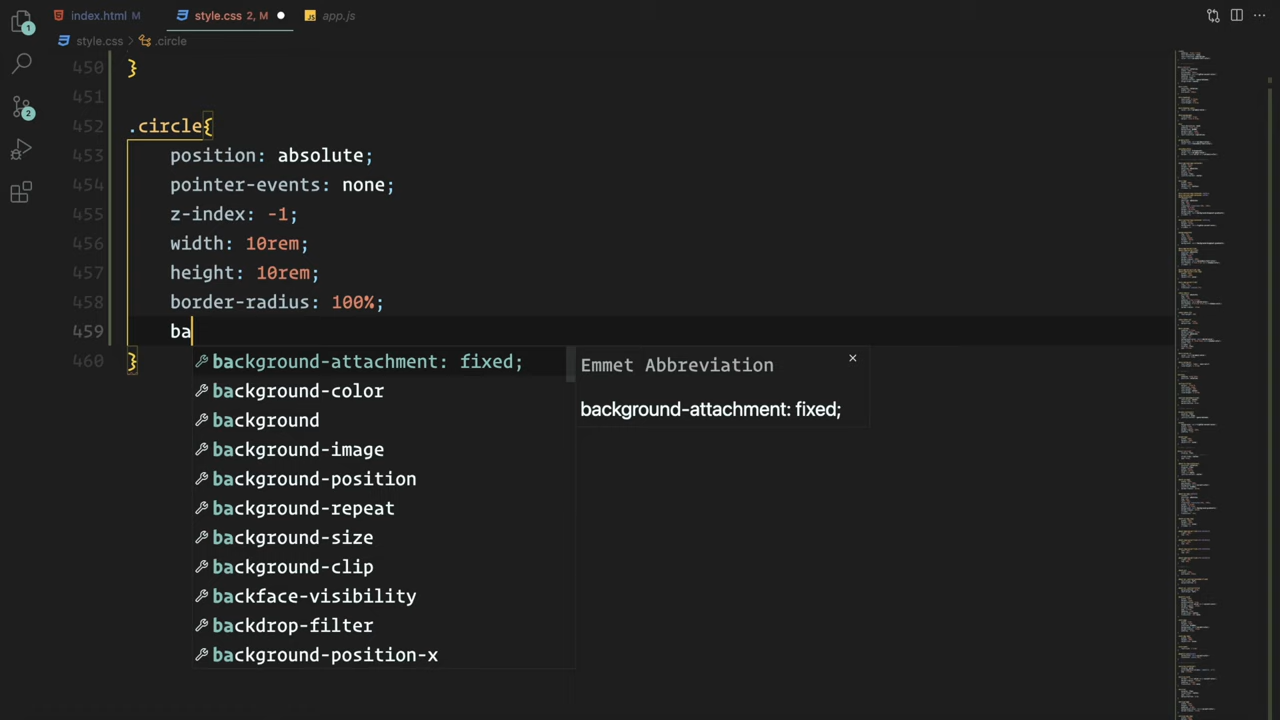 index.html M
style.css 2, M
app.js
style.css
.circle
450 }
451
452 .circle{
453 position: absolute;
454 pointer-events: none;
455 z-index: -1;
456 width: 10rem;
457 height: 10rem;
458 border-radius: 100%;
459 ba
460 }
1
2
background-attachment: fixed;
background-color
background
background-image
background-position
background-repeat
background-size
background-clip
backface-visibility
backdrop-filter
background-position-x
Emmet Abbreviation
background-attachment: fixed;